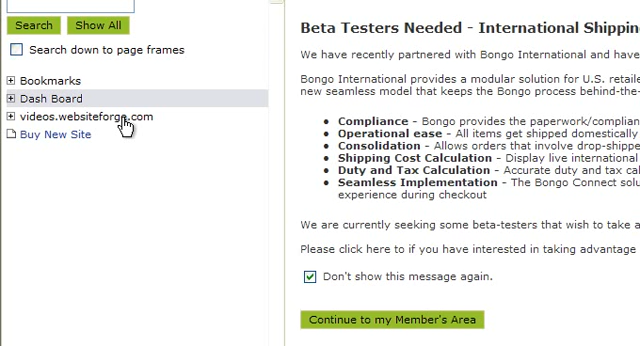 Search
Show All
Search down to page frames
Bookmarks
Dash Board
videos.websiteforge.com
Buy New Site
Beta Testers Needed - International Shipping
We have recently partnered with Bongo International and have
Bongo International provides a modular solution for U.S. retaile
new seamless model that keeps the Bongo process behind-the-
Compliance - Bongo provides the paperwork/complian
Operational ease - All items get shipped domestically
Consolidation - Allows orders that involve drop-shippe
Shipping Cost Calculation - Display live international
Duty and Tax Calculation - Accurate duty and tax cal
Seamless Implementation - The Bongo Connect solu
experience during checkout
We are currently seeking some beta-testers that wish to take a
Please click here to if you have interested in taking advantage
Don't show this message again.
Continue to my Member's Area